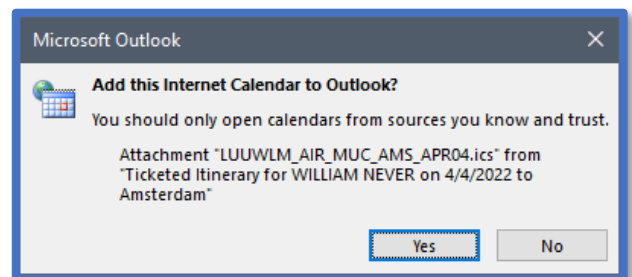 Microsoft Outlook
Add this Internet Calendar to Outlook?
You should only open calendars from sources you know and trust.
Attachment "LUUWLM_AIR_MUC_AMS_APR04.ics" from
"Ticketed Itinerary for WILLIAM NEVER on 4/4/2022 to
Amsterdam"
Yes
No